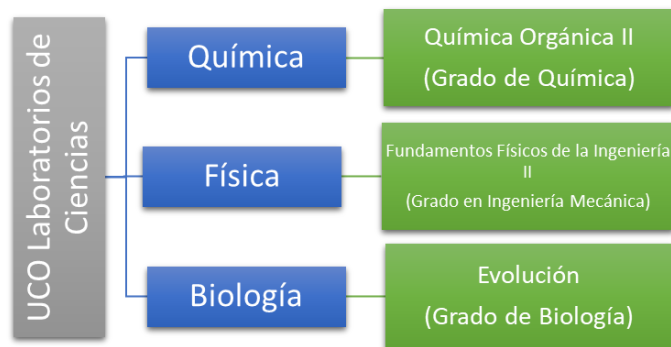 UCO Laboratorios de
Ciencias
Química
Química Orgánica II
(Grado de Química)
Física
Fundamentos Físicos de la Ingeniería
II
(Grado en Ingeniería Mecánica)
Biología
Evolución
(Grado de Biología)